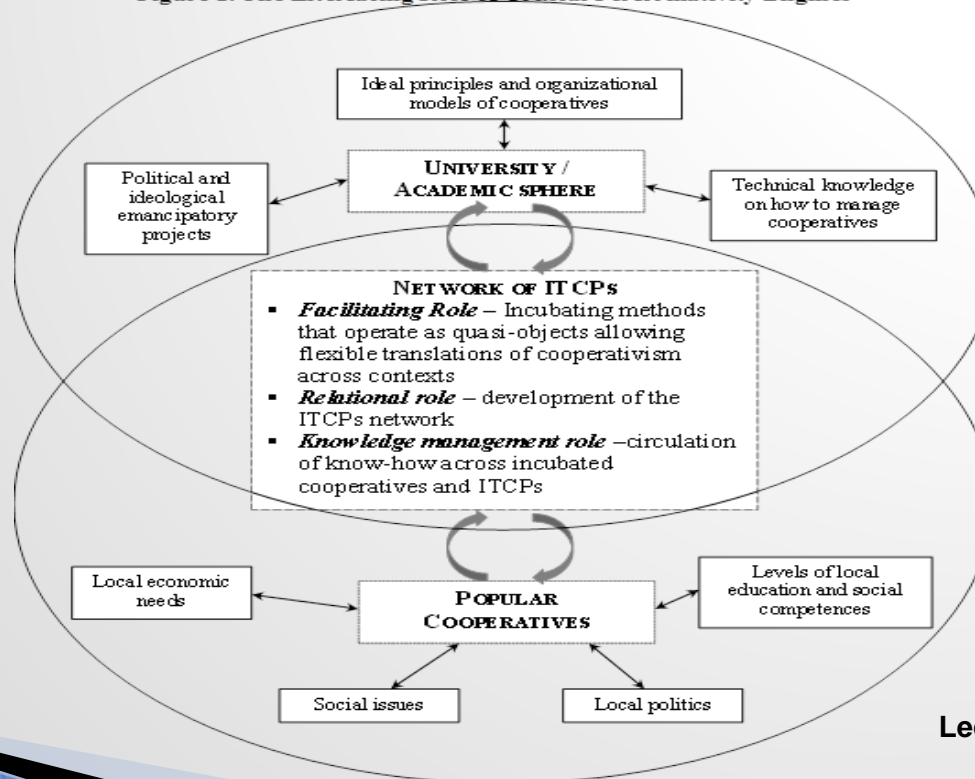 Ideal principles and organizational
models of cooperatives
UNIVERSITY /
ACADEMIC SPHERE
Political and
ideological
emancipatory
projects
Technical knowledge
on how to manage
cooperatives
NETWORK OF ITCPs
▪ Facilitating Role – Incubating methods
that operate as quasi-objects allowing
flexible translations of cooperativism
across contexts
▪ Relational role – development of the
ITCPs network
▪ Knowledge management role –circulation
of know-how across incubated
cooperatives and ITCPs
Local economic
needs
POPULAR
COOPERATIVES
Levels of local
education and social
competences
Social issues
Local politics